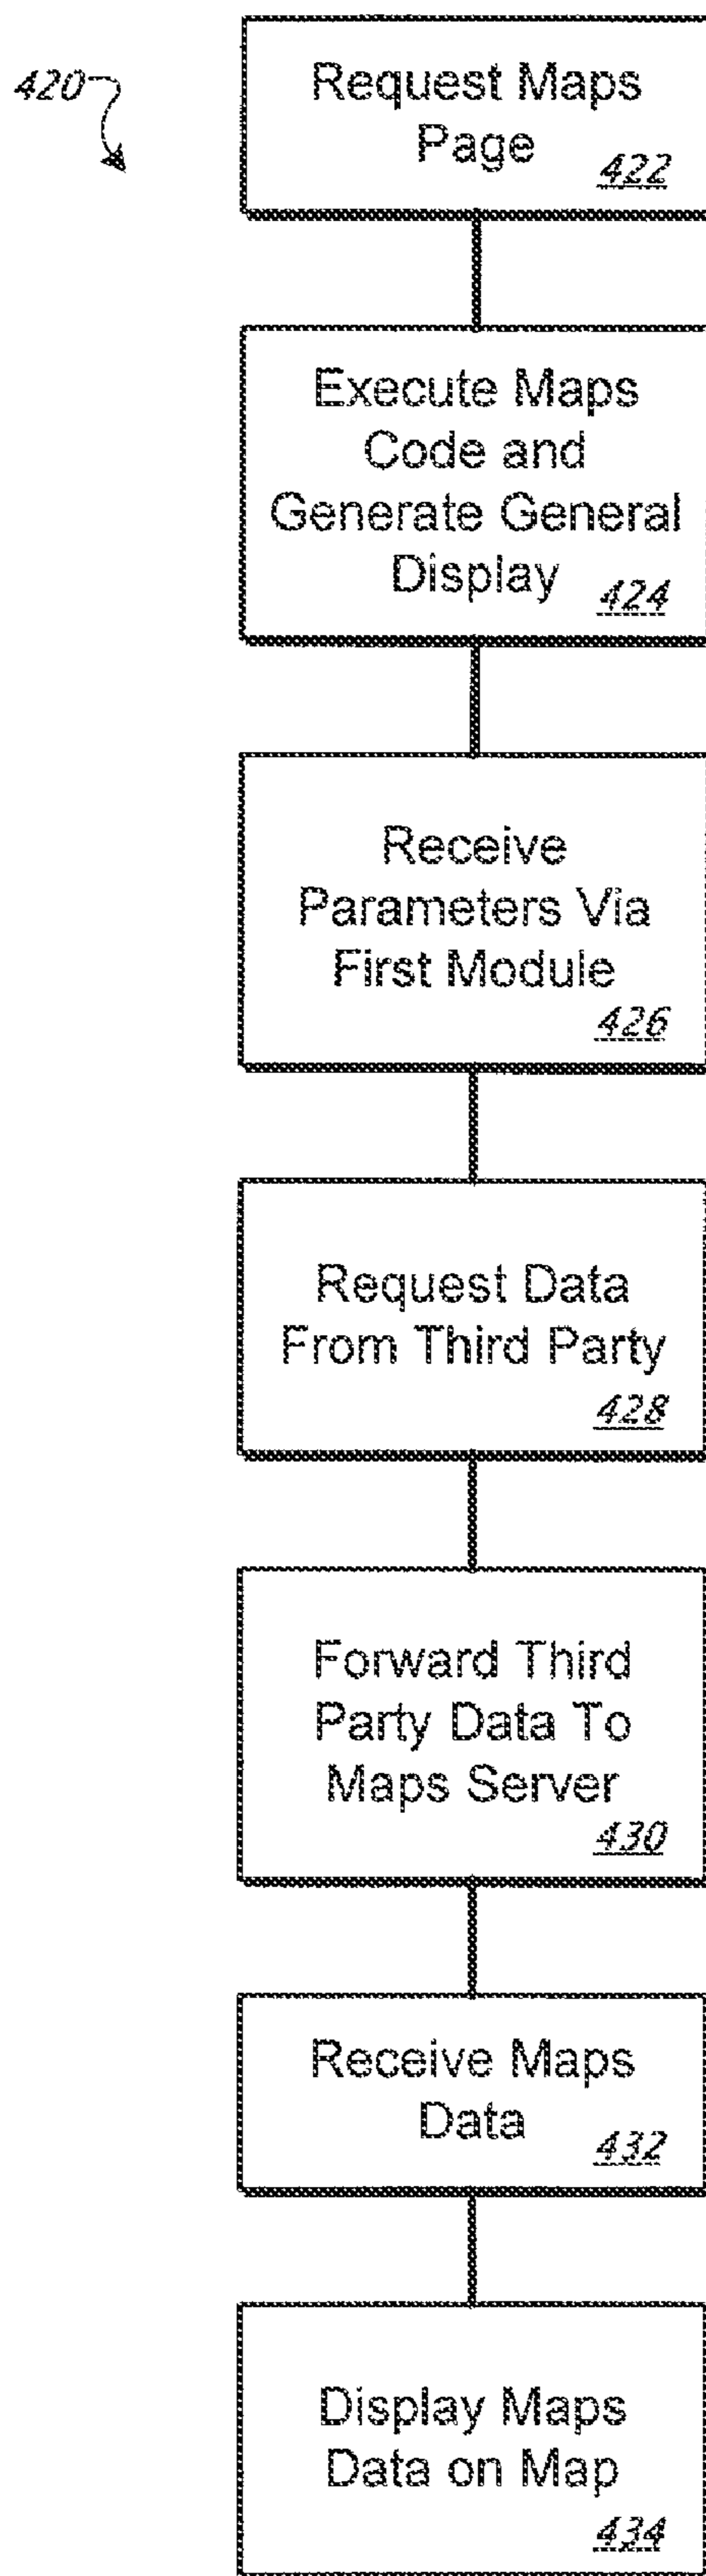 420
Request Maps
Page
422
Execute Maps
Code and
Generate General
Display
424
Receive
Parameters Via
First Module
426
Request Data
From Third Party
428
Forward Third
Party Data To
Maps Server
430
Receive Maps
Data
432
Display Maps
Data on Map
434